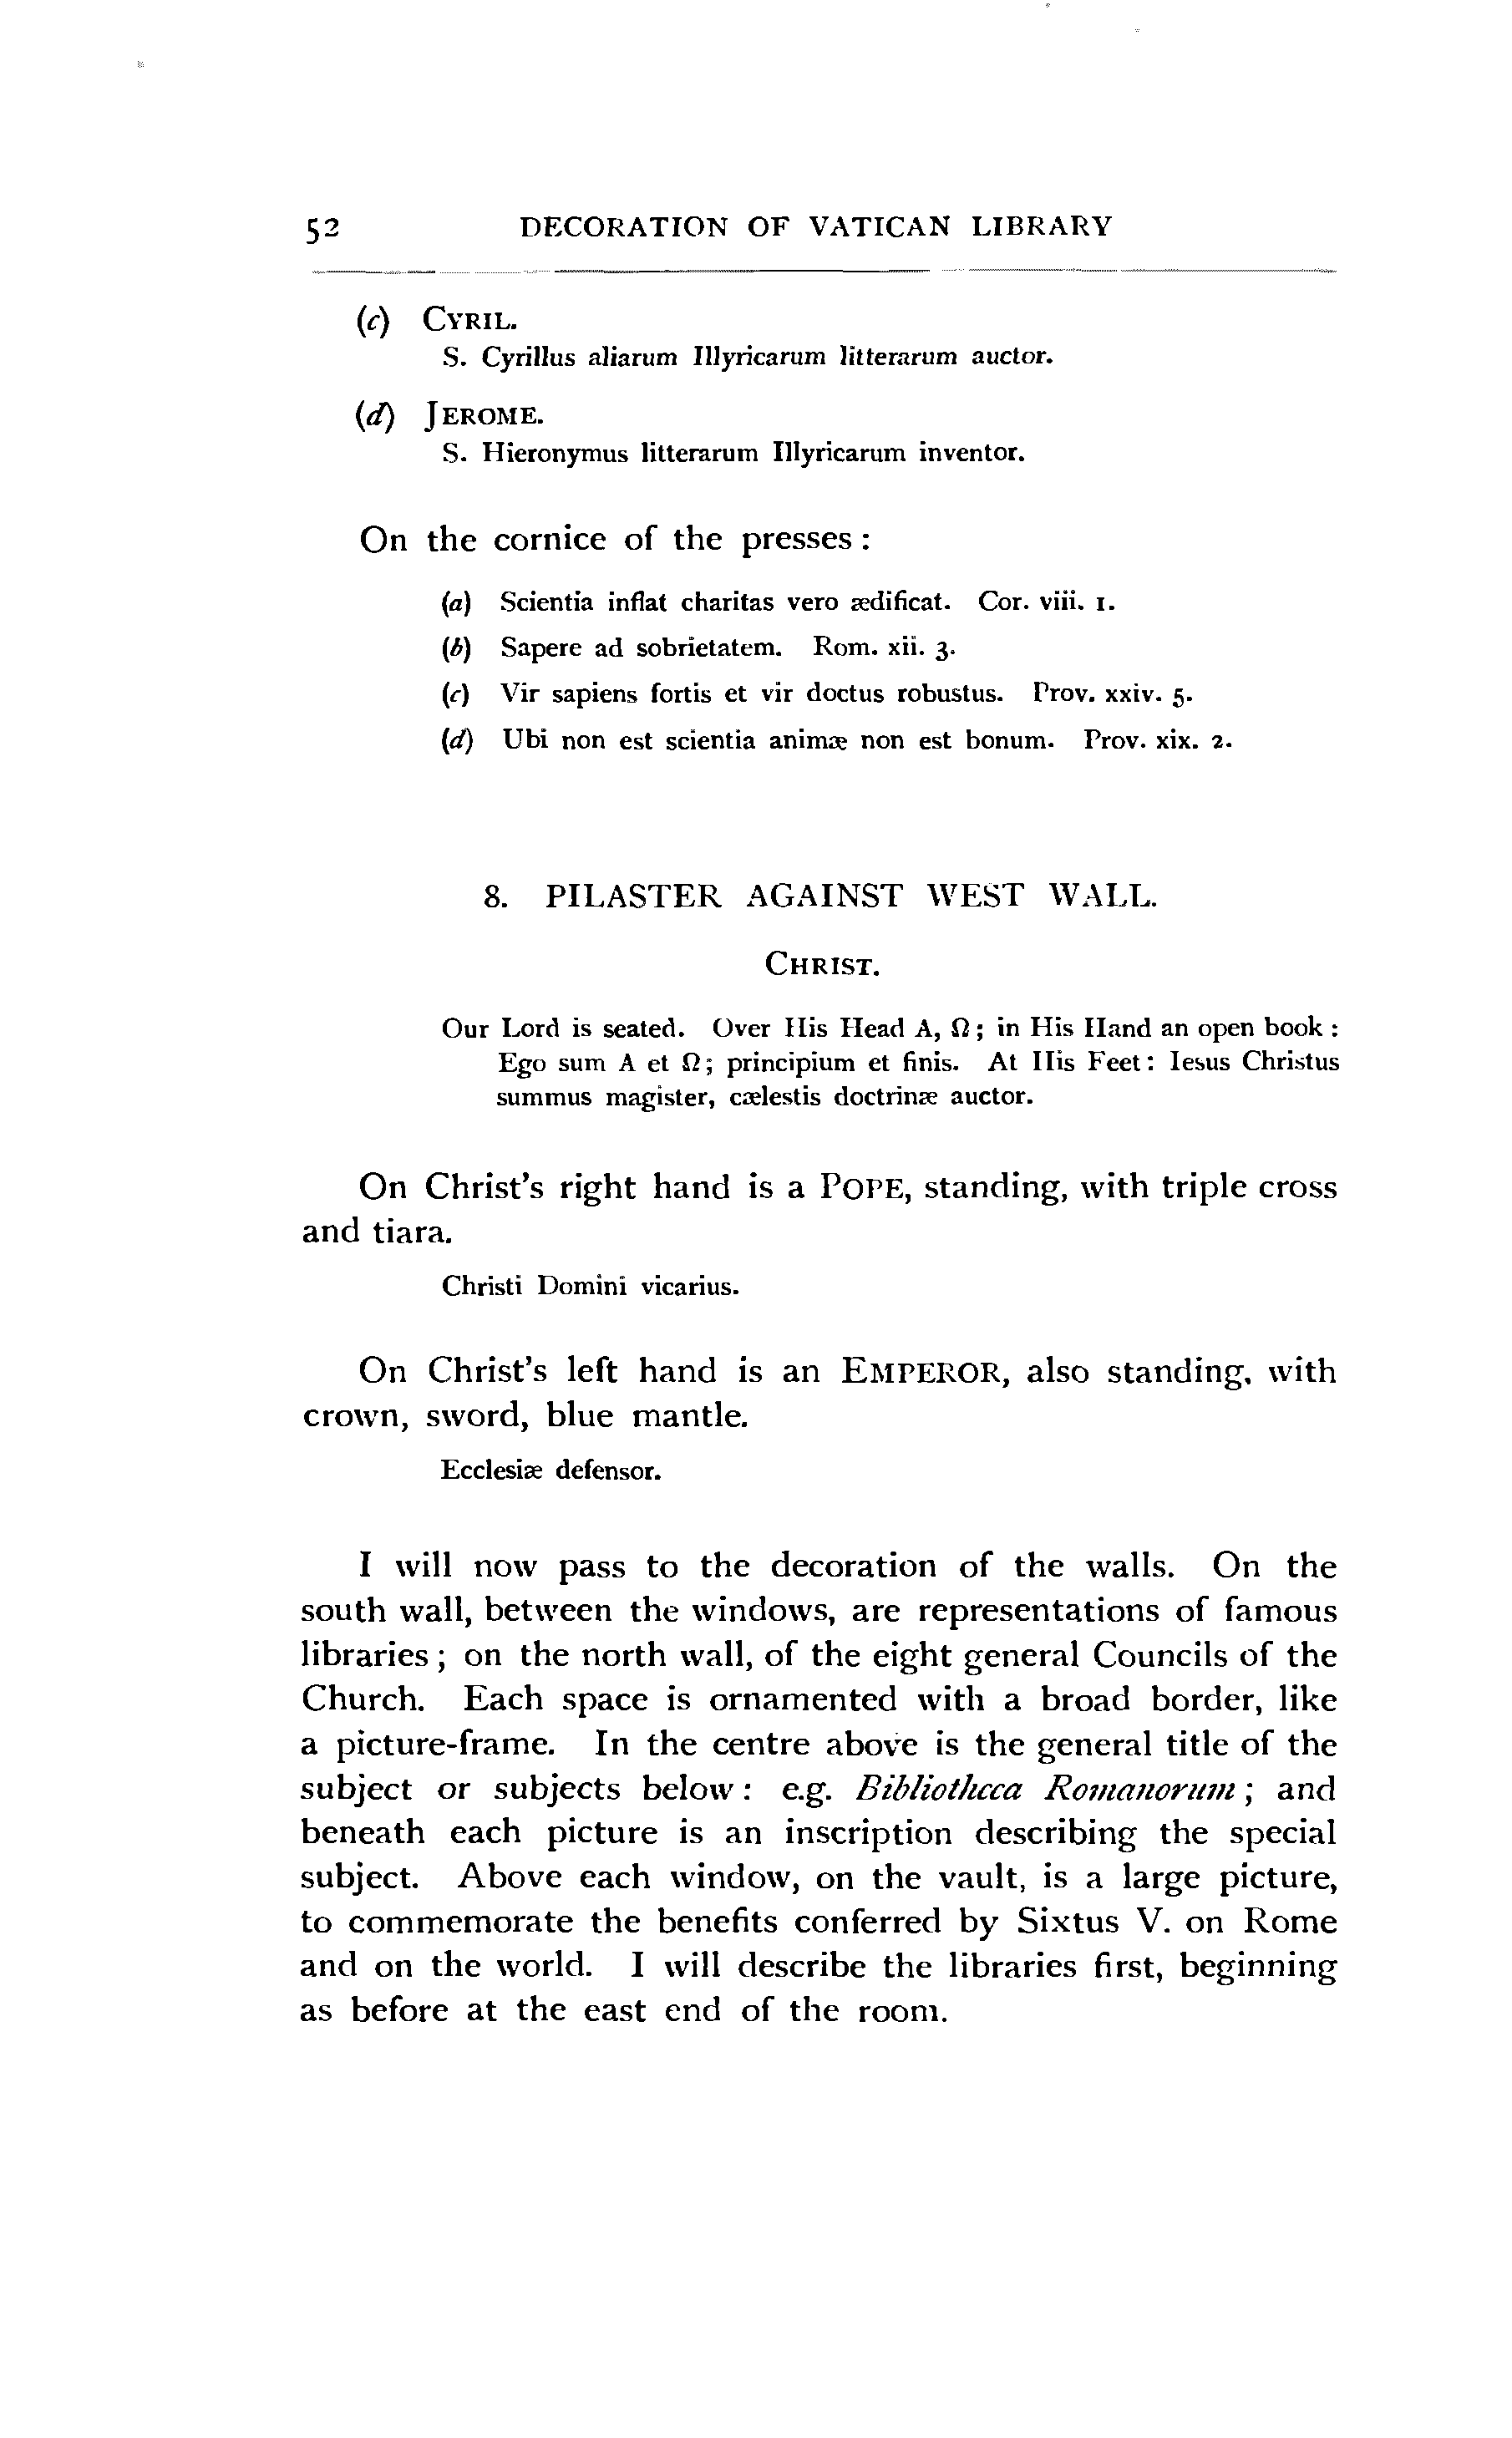 52 DECORATION OF VATICAN LIBRARY
(c) CYRIL.
S. Cyrillus aliarum Illyricarum litterarum auctor.
(d) JEROME.
S. Hieronymus litterarum Illyricarum inventor.
On the cornice of the presses :
(a) Scientia inflat charitas vero ædificat. Cor. viii. 1.
(b) Sapere ad sobrietatem. Rom. xii. 3.
(c) Vir sapiens fortis et vir doctus robustus. Prov. xxiv. 5.
(d) Ubi non est scientia animæ non est bonum. Prov. xix. 2.
8. PILASTER AGAINST WEST WALL.
CHRIST.
Our Lord is seated. Over His Head A, Ω ; in His Hand an open book :
Ego sum A et Ω ; principium et finis. At His Feet : Iesus Christus
summus magister, cælestis doctrinæ auctor.
On Christ's right hand is a POPE, standing, with triple cross
and tiara.
Christi Domini vicarius.
On Christ's left hand is an EMPEROR, also standing, with
crown, sword, blue mantle.
Ecclesiæ defensor.
I will now pass to the decoration of the walls. On the
south wall, between the windows, are representations of famous
libraries ; on the north wall, of the eight general Councils of the
Church. Each space is ornamented with a broad border, like
a picture-frame. In the centre above is the general title of the
subject or subjects below : e.g. Bibliotheca Romanorum ; and
beneath each picture is an inscription describing the special
subject. Above each window, on the vault, is a large picture,
to commemorate the benefits conferred by Sixtus V. on Rome
and on the world. I will describe the libraries first, beginning
as before at the east end of the room.